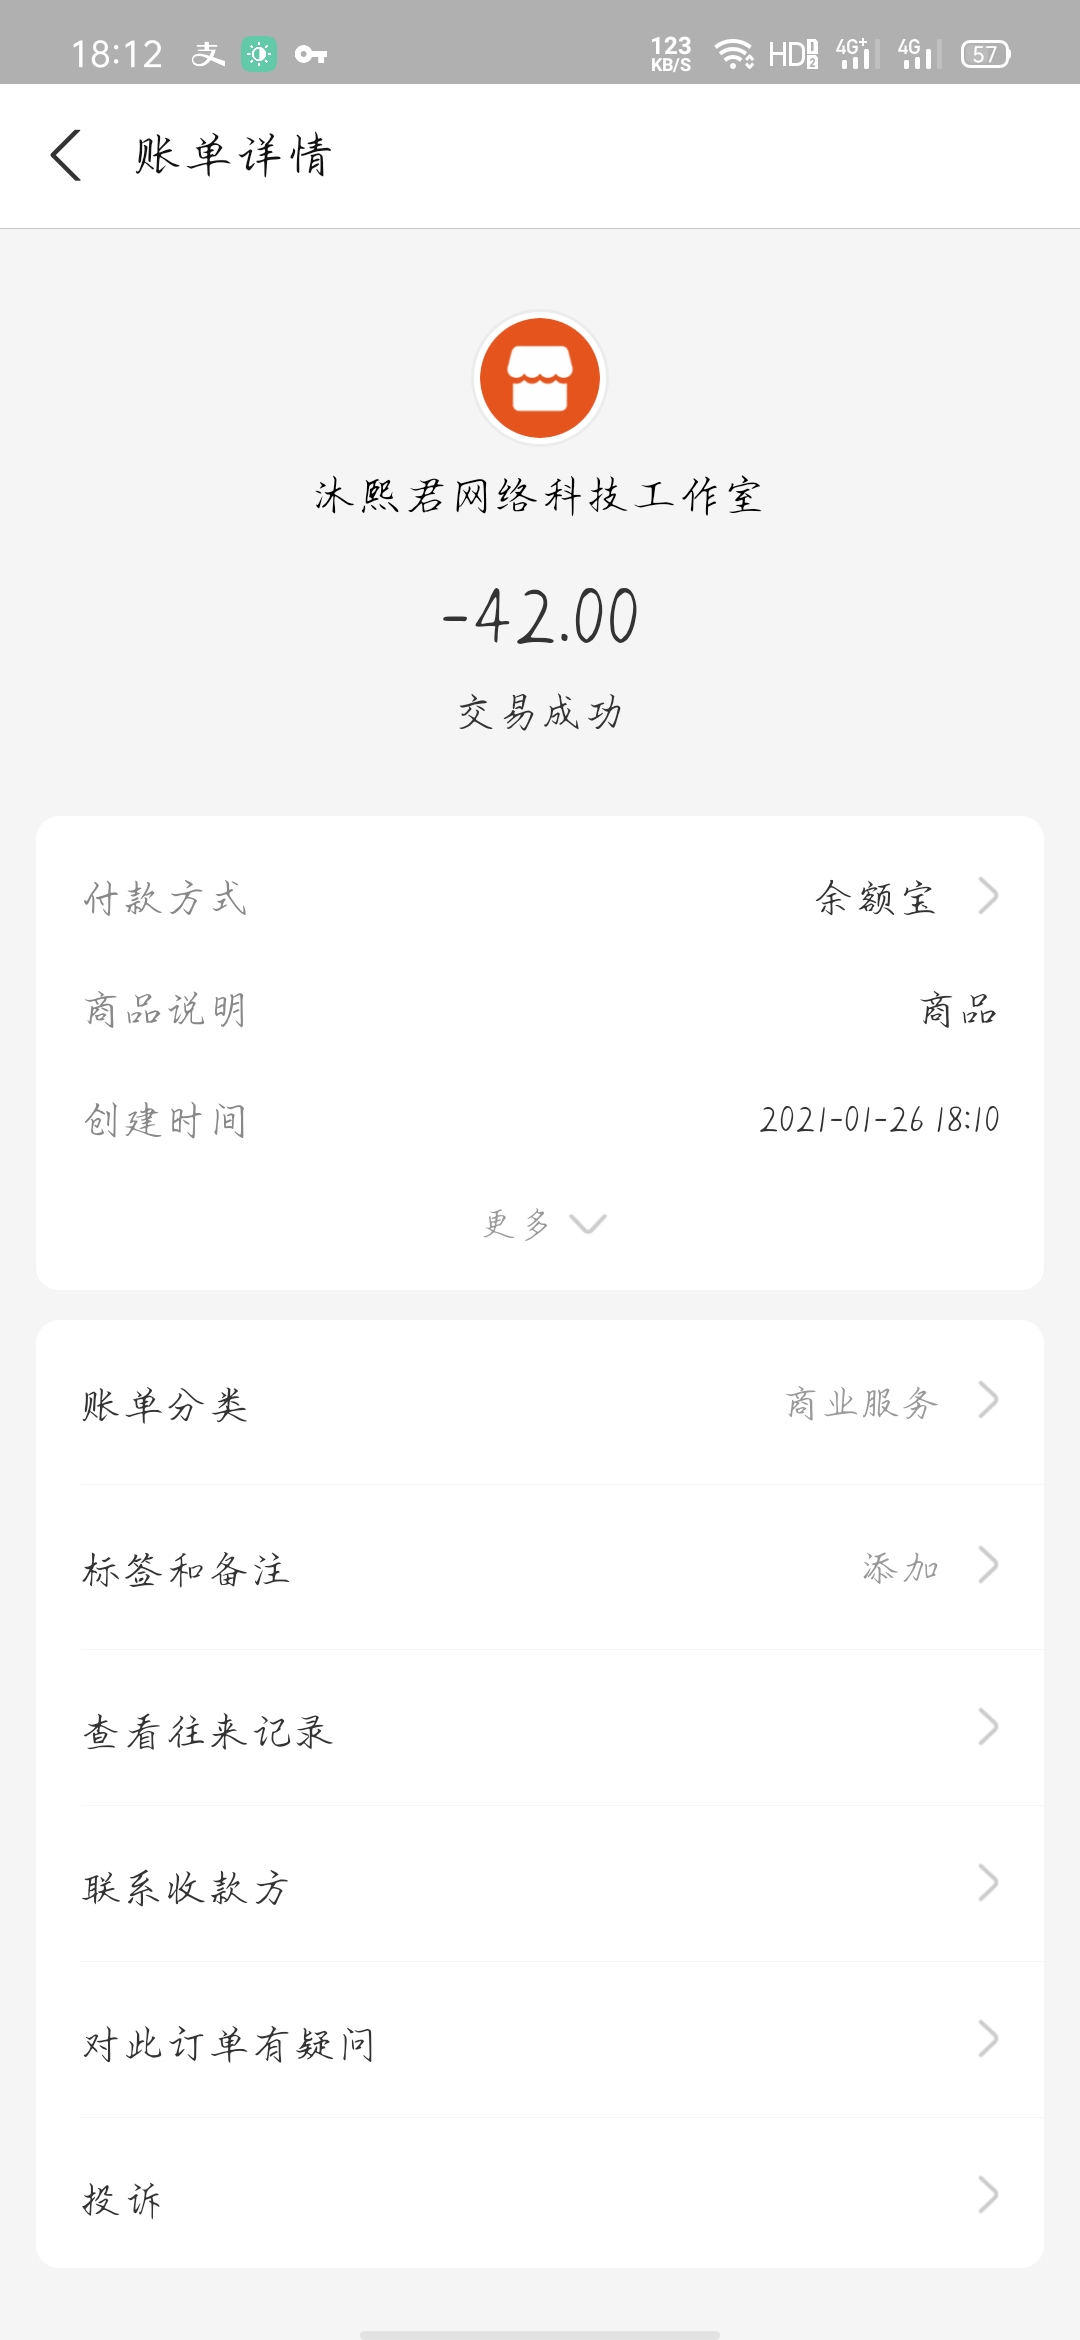 18:12 支 123 KB/S HD 1 2 4G+ 4G 57
账单详情
沐熙君网络科技工作室
-42.00
交易成功
付款方式 余额宝
商品说明 商品
创建时间 2021-01-26 18:10
更多
账单分类 商业服务
标签和备注 添加
查看往来记录
联系收款方
对此订单有疑问
投诉